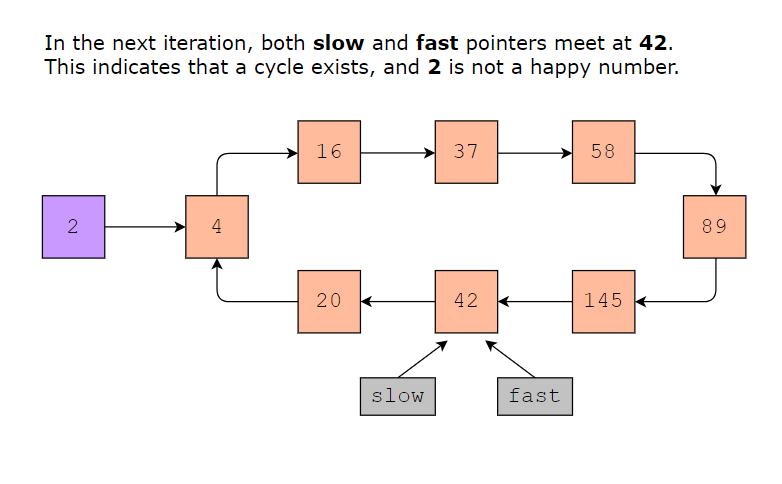 In the next iteration, both slow and fast pointers meet at 42.
This indicates that a cycle exists, and 2 is not a happy number.
16 37 58
2 4 89
20 42 145
slow fast